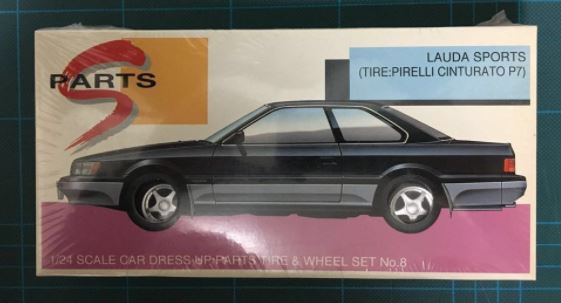 S
PARTS
LAUDA SPORTS
(TIRE:PIRELLI CINTURATO P7)
1/24 SCALE CAR DRESS-UP PARTS TIRE & WHEEL SET No.8